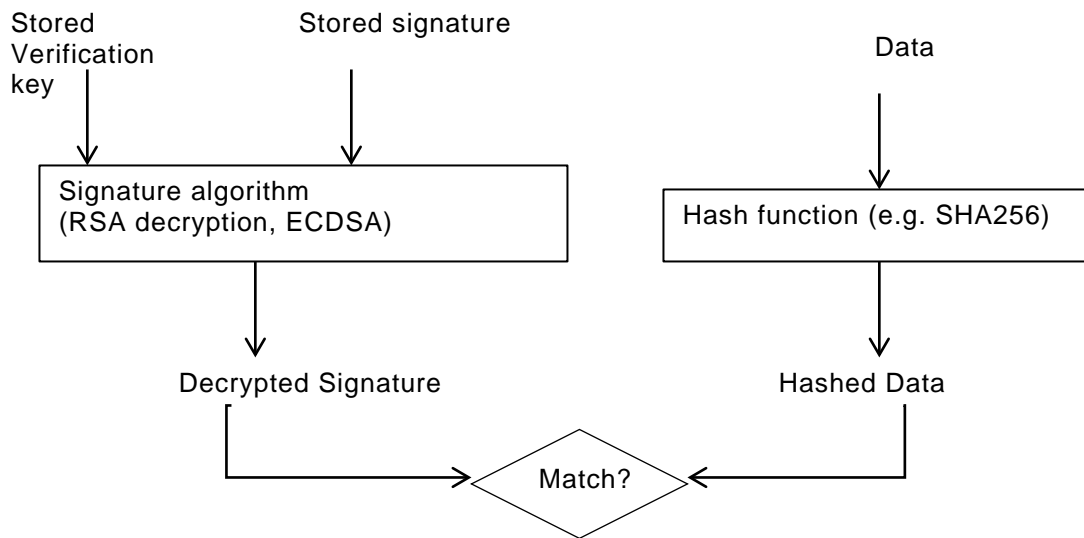 Stored
Verification
key
Stored signature
Data
Signature algorithm
(RSA decryption, ECDSA)
Hash function (e.g. SHA256)
Decrypted Signature
Hashed Data
Match?